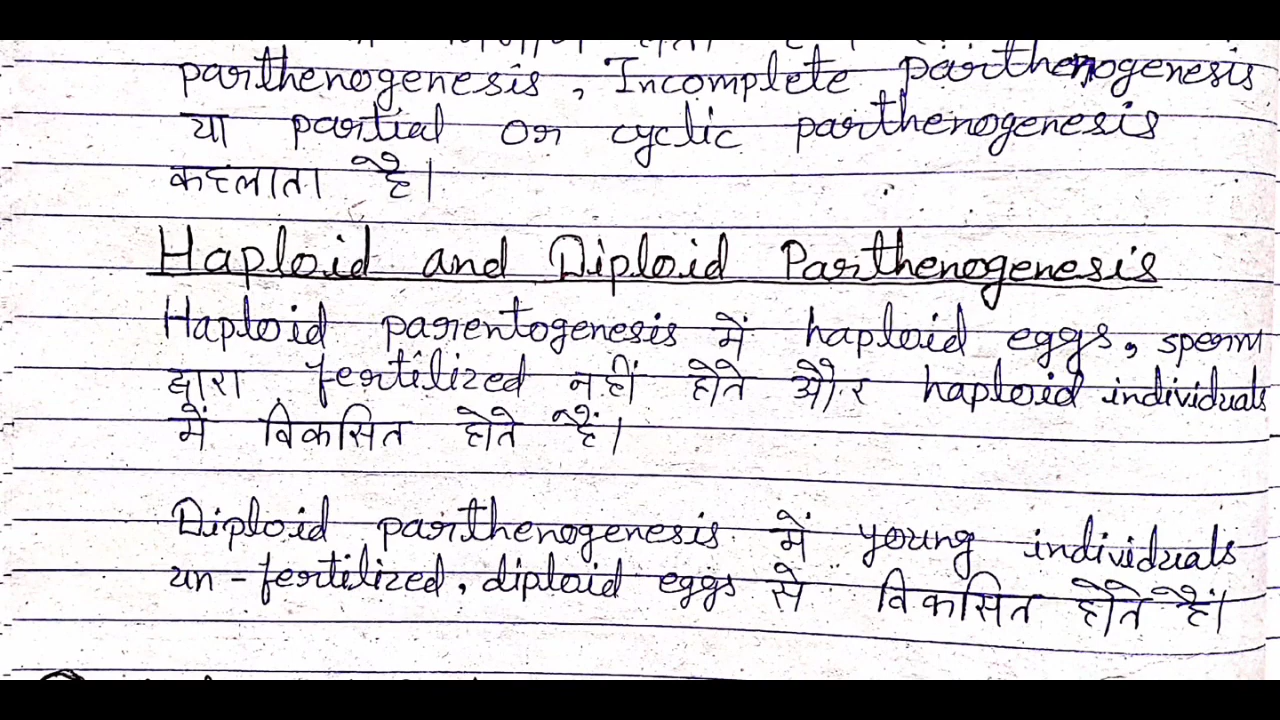 parthenogenesis, Incomplete parthenogenesis
या partial or cyclic parthenogenesis
कहलाता है।
Haploid and Diploid Parthenogenesis
Haploid parentogenesis में haploid eggs, sperm
द्वारा fertilized नहीं होते और haploid individuals
में विकसित होते हैं।
Diploid parthenogenesis में young individuals
un-fertilized, diploid eggs से विकसित होते हैं।